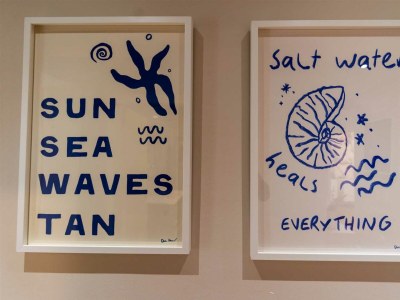 SUN
SEA
WAVES
TAN
Salt water
heals
EVERYTHING